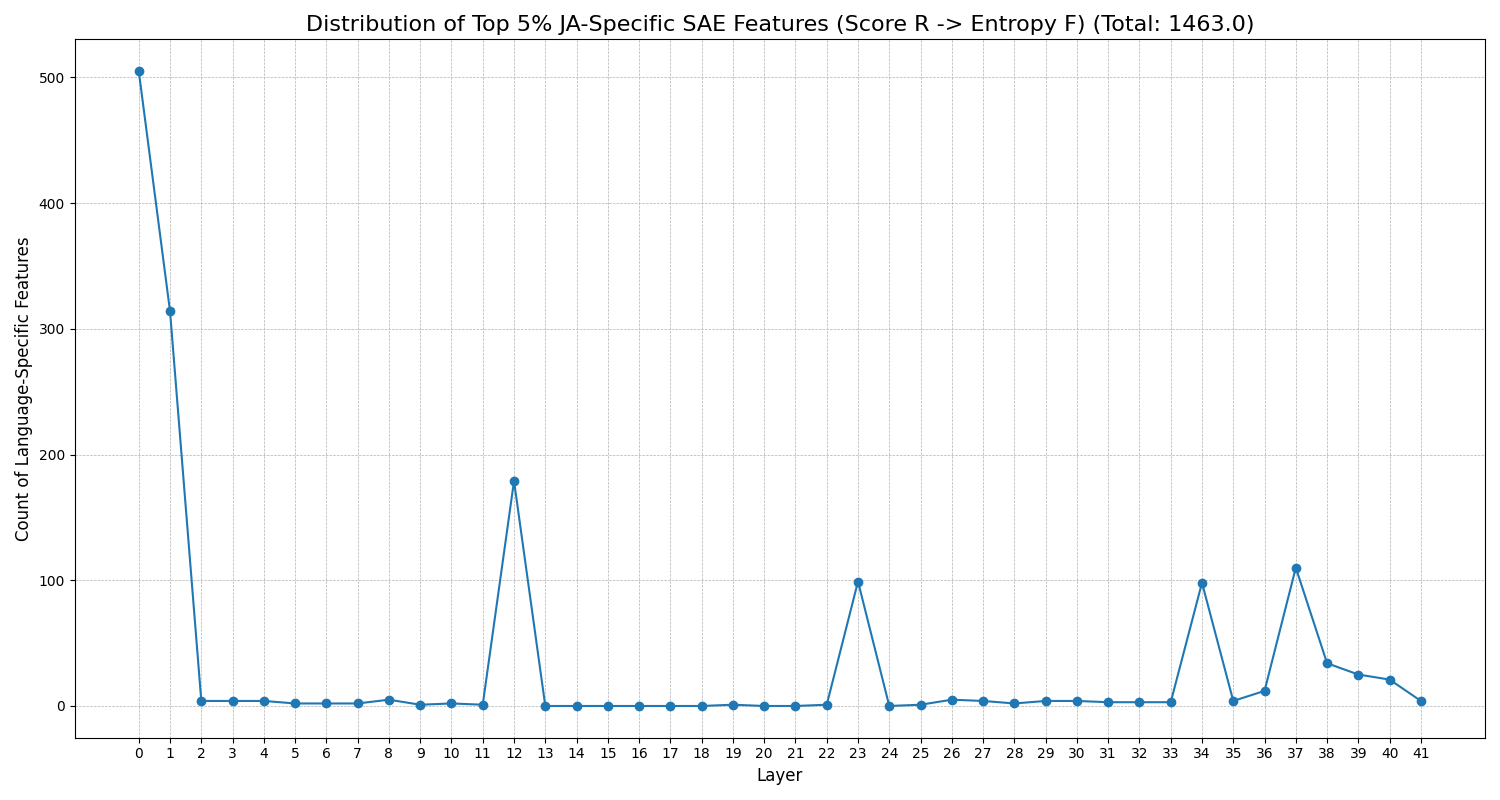 Distribution of Top 5% JA-Specific SAE Features (Score R -> Entropy F) (Total: 1463.0)
Count of Language-Specific Features
500
400
300
200
100
0
0 1 2 3 4 5 6 7 8 9 10 11 12 13 14 15 16 17 18 19 20 21 22 23 24 25 26 27 28 29 30 31 32 33 34 35 36 37 38 39 40 41
Layer